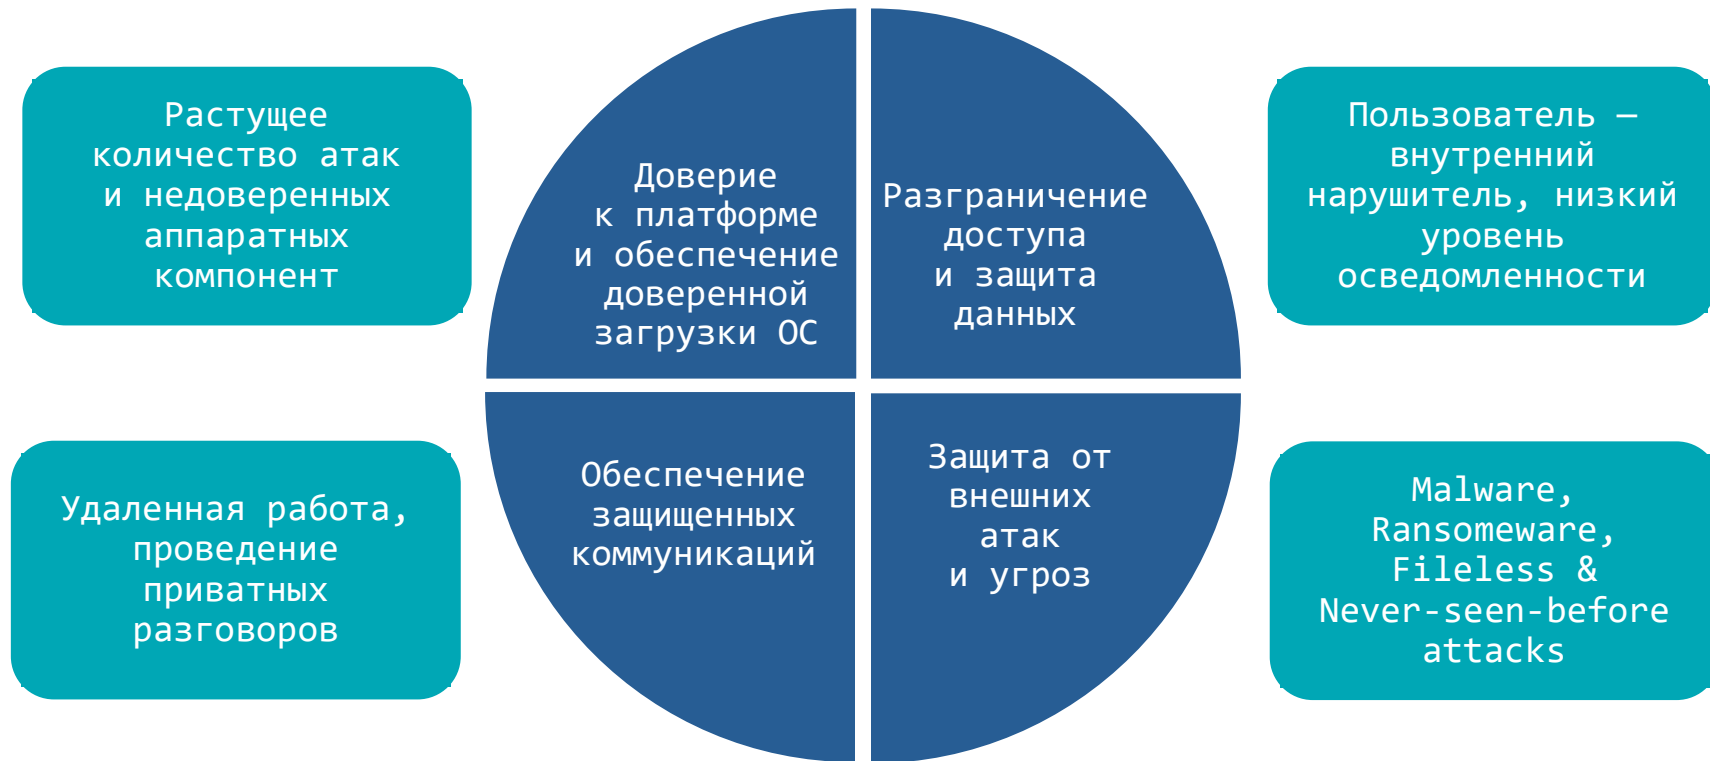 Растущее
количество атак
и недоверенных
аппаратных
компонент
Доверие
к платформе
и обеспечение
доверенной
загрузки ОС
Разграничение
доступа
и защита
данных
Пользователь –
внутренний
нарушитель, низкий
уровень
осведомленности
Удаленная работа,
проведение
приватных
разговоров
Обеспечение
защищенных
коммуникаций
Защита от
внешних
атак
и угроз
Malware,
Ransomeware,
Fileless &
Never-seen-before
attacks